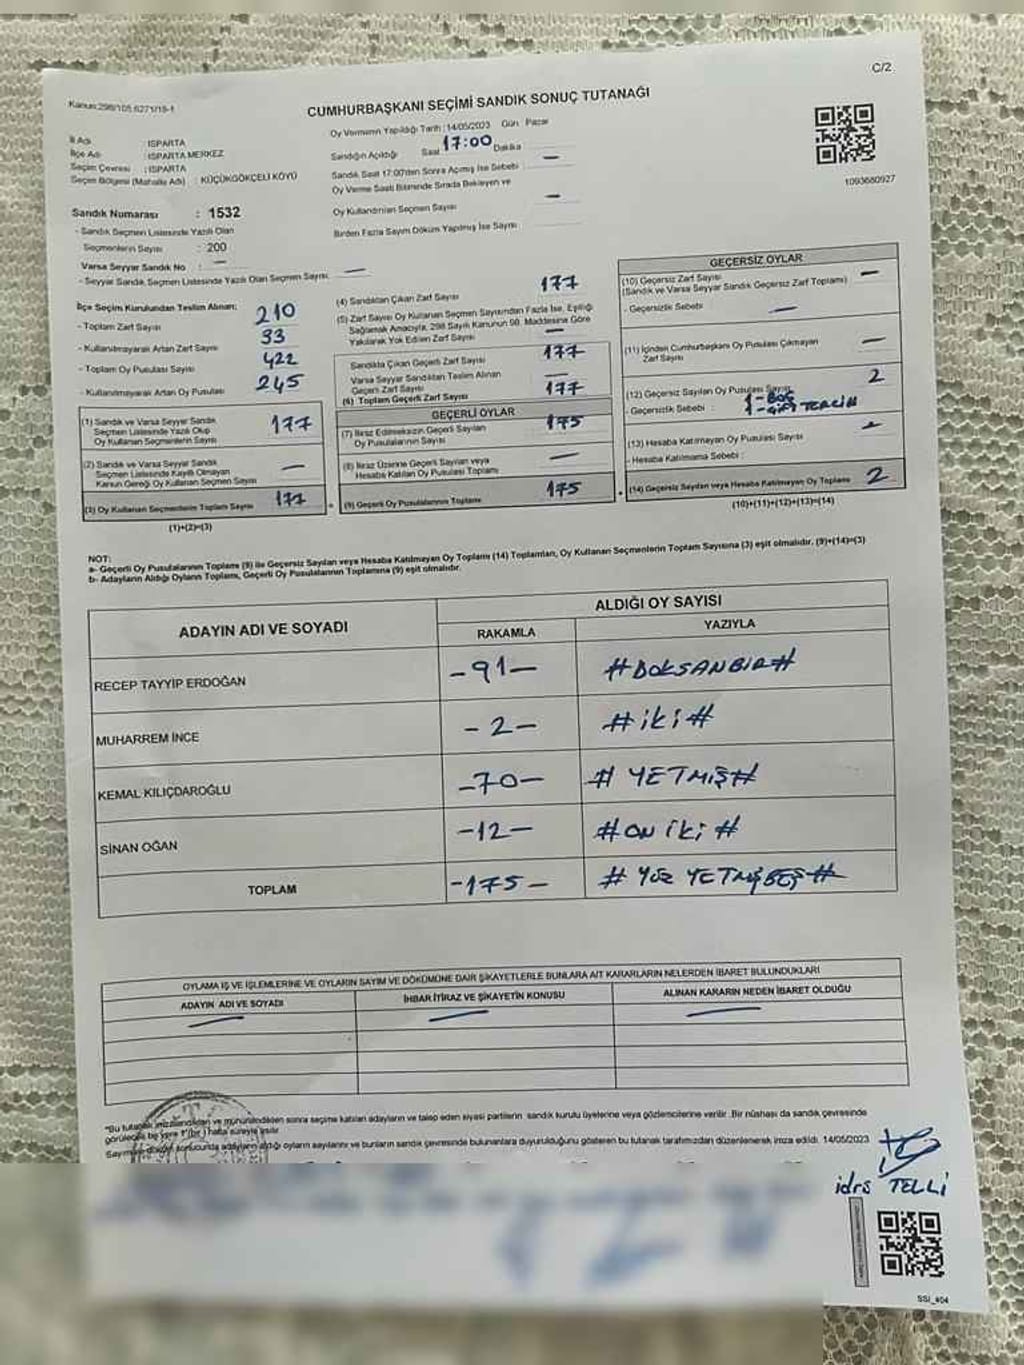 C/2
Kanun:298/105 6271/18-1
CUMHURBAŞKANI SEÇİMİ SANDIK SONUÇ TUTANAĞI
İl Adı : ISPARTA
İlçe Adı : ISPARTA MERKEZ
Seçim Çevresi : ISPARTA
Seçim Bölgesi (Mahalle Adı) : KÜÇÜKGÖKÇELİ KÖYÜ
Oy Vermenin Yapıldığı Tarih : 14/05/2023 Gün Pazar
Sandığın Açıldığı Saat 17:00 Dakika
Sandık Saat 17:00'den Sonra Açılmış İse Sebebi —
Oy Verme Saati Bitiminde Sırada Bekleyen ve
Oy Kullandırılan Seçmen Sayısı —
Birden Fazla Sayım Döküm Yapılmış İse Sayısı
1093680927
Sandık Numarası : 1532
- Sandık Seçmen Listesinde Yazılı Olan
Seçmenlerin Sayısı : 200
Varsa Seyyar Sandık No : —
- Seyyar Sandık Seçmen Listesinde Yazılı Olan Seçmen Sayısı —
İlçe Seçim Kurulundan Teslim Alınan;
- Toplam Zarf Sayısı 210
- Kullanılmayarak Artan Zarf Sayısı 33
- Toplam Oy Pusulası Sayısı 422
- Kullanılmayarak Artan Oy Pusulası 245
(1) Sandık ve Varsa Seyyar Sandık
Seçmen Listesinde Yazılı Olup
Oy Kullanan Seçmenlerin Sayısı 177
(2) Sandık ve Varsa Seyyar Sandık
Seçmen Listesinde Kayıtlı Olmayan
Kanun Gereği Oy Kullanan Seçmen Sayısı —
(3) Oy Kullanan Seçmenlerin Toplam Sayısı 177
(1)+(2)=(3)
(4) Sandıktan Çıkan Zarf Sayısı 177
(5) Zarf Sayısı Oy Kullanan Seçmen Sayısından Fazla İse, Eşitliği
Sağlamak Amacıyla, 298 Sayılı Kanunun 98. Maddesine Göre
Yakılarak Yok Edilen Zarf Sayısı —
Sandıkta Çıkan Geçerli Zarf Sayısı 177
Varsa Seyyar Sandıktan Teslim Alınan
Geçerli Zarf Sayısı —
(6) Toplam Geçerli Zarf Sayısı 177
GEÇERLİ OYLAR
(7) İtiraz Edilmeksizin Geçerli Sayılan
Oy Pusulalarının Sayısı 175
(8) İtiraz Üzerine Geçerli Sayılan veya
Hesaba Katılan Oy Pusulası Toplamı —
(9) Geçerli Oy Pusulalarının Toplamı 175
GEÇERSİZ OYLAR
(10) Geçersiz Zarf Sayısı
(Sandık ve Varsa Seyyar Sandık Geçersiz Zarf Toplamı) —
- Geçersizlik Sebebi : —
(11) İçinden Cumhurbaşkanı Oy Pusulası Çıkmayan
Zarf Sayısı —
(12) Geçersiz Sayılan Oy Pusulası Sayısı 2
- Geçersizlik Sebebi : 1-BOŞ
1-ÇİFT TERCİH
(13) Hesaba Katılmayan Oy Pusulası Sayısı —
- Hesaba Katılmama Sebebi :
(14) Geçersiz Sayılan veya Hesaba Katılmayan Oy Toplamı 2
(10)+(11)+(12)+(13)=(14)
NOT:
a- Geçerli Oy Pusulalarının Toplamı (9) ile Geçersiz Sayılan veya Hesaba Katılmayan Oy Toplamı (14) Toplamları, Oy Kullanan Seçmenlerin Toplam Sayısına (3) eşit olmalıdır. (9)+(14)=(3)
b- Adayların Aldığı Oyların Toplamı, Geçerli Oy Pusulalarının Toplamına (9) eşit olmalıdır.
ADAYIN ADI VE SOYADI
ALDIĞI OY SAYISI
RAKAMLA YAZIYLA
RECEP TAYYİP ERDOĞAN -91- #DOKSANBİR#
MUHARREM İNCE -2- #İKİ#
KEMAL KILIÇDAROĞLU -70- # YETMİŞ#
SİNAN OĞAN -12- #ON İKİ #
TOPLAM -175- # YÜZ YETMİŞBEŞ #
OYLAMA İŞ VE İŞLEMLERİNE VE OYLARIN SAYIM VE DÖKÜMÜNE DAİR ŞİKAYETLERLE BUNLARA AİT KARARLARIN NELERDEN İBARET BULUNDUKLARI
ADAYIN ADI VE SOYADI İHBAR İTİRAZ VE ŞİKAYETİN KONUSU ALINAN KARARIN NEDEN İBARET OLDUĞU
— — —
"Bu tutanak imzalandıktan ve mühürlendikten sonra seçime katılan adayların ve talep eden siyasi partilerin sandık kurulu üyelerine veya gözlemcilerine verilir. Bir nüshası da sandık çevresinde
görülecek bir yere 1 (bir) hafta süreyle asılır.
Sayım ve döküm sonucunda adayların aldığı oyların sayılarını ve bunların sandık çevresinde bulunanlara duyurulduğunu gösteren bu tutanak tarafımızdan düzenlenerek imza edildi. 14/05/2023
idrs TELLİ
SSI_404